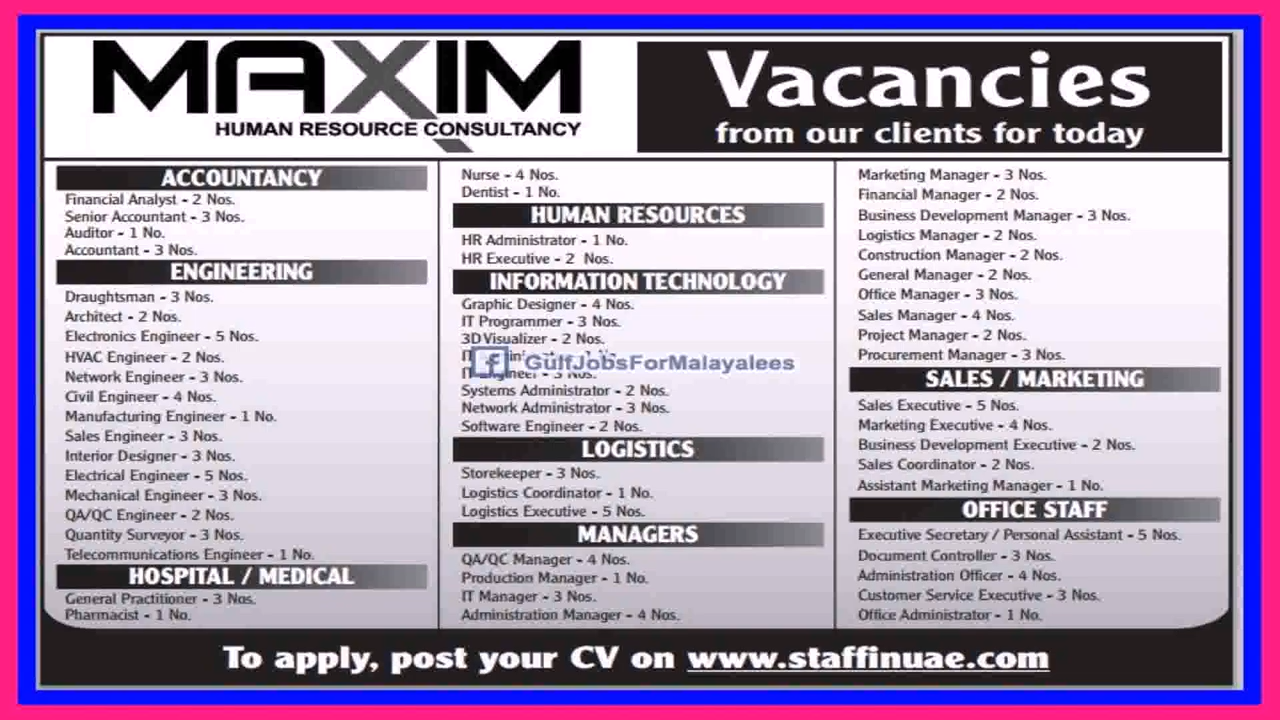 MAXIM
HUMAN RESOURCE CONSULTANCY
Vacancies
from our clients for today
ACCOUNTANCY
Financial Analyst - 2 Nos.
Senior Accountant - 3 Nos.
Auditor - 1 No.
Accountant - 3 Nos.
ENGINEERING
Draughtsman - 3 Nos.
Architect - 2 Nos.
Electronics Engineer - 5 Nos.
HVAC Engineer - 2 Nos.
Network Engineer - 3 Nos.
Civil Engineer - 4 Nos.
Manufacturing Engineer - 1 No.
Sales Engineer - 3 Nos.
Interior Designer - 3 Nos.
Electrical Engineer - 5 Nos.
Mechanical Engineer - 3 Nos.
QA/QC Engineer - 2 Nos.
Quantity Surveyor - 3 Nos.
Telecommunications Engineer - 1 No.
HOSPITAL / MEDICAL
General Practitioner - 3 Nos.
Pharmacist - 1 No.
Nurse - 4 Nos.
Dentist - 1 No.
HUMAN RESOURCES
HR Administrator - 1 No.
HR Executive - 2 Nos.
INFORMATION TECHNOLOGY
Graphic Designer - 4 Nos.
IT Programmer - 3 Nos.
3D Visualizer - 2 Nos.
f GulfJobsForMalayalees
IT Engineer - 3 Nos.
Systems Administrator - 2 Nos.
Network Administrator - 3 Nos.
Software Engineer - 2 Nos.
LOGISTICS
Storekeeper - 3 Nos.
Logistics Coordinator - 1 No.
Logistics Executive - 5 Nos.
MANAGERS
QA/QC Manager - 4 Nos.
Production Manager - 1 No.
IT Manager - 3 Nos.
Administration Manager - 4 Nos.
Marketing Manager - 3 Nos.
Financial Manager - 2 Nos.
Business Development Manager - 3 Nos.
Logistics Manager - 2 Nos.
Construction Manager - 2 Nos.
General Manager - 2 Nos.
Office Manager - 3 Nos.
Sales Manager - 4 Nos.
Project Manager - 2 Nos.
Procurement Manager - 3 Nos.
SALES / MARKETING
Sales Executive - 5 Nos.
Marketing Executive - 4 Nos.
Business Development Executive - 2 Nos.
Sales Coordinator - 2 Nos.
Assistant Marketing Manager - 1 No.
OFFICE STAFF
Executive Secretary / Personal Assistant - 5 Nos.
Document Controller - 3 Nos.
Administration Officer - 4 Nos.
Customer Service Executive - 3 Nos.
Office Administrator - 1 No.
To apply, post your CV on www.staffinuae.com